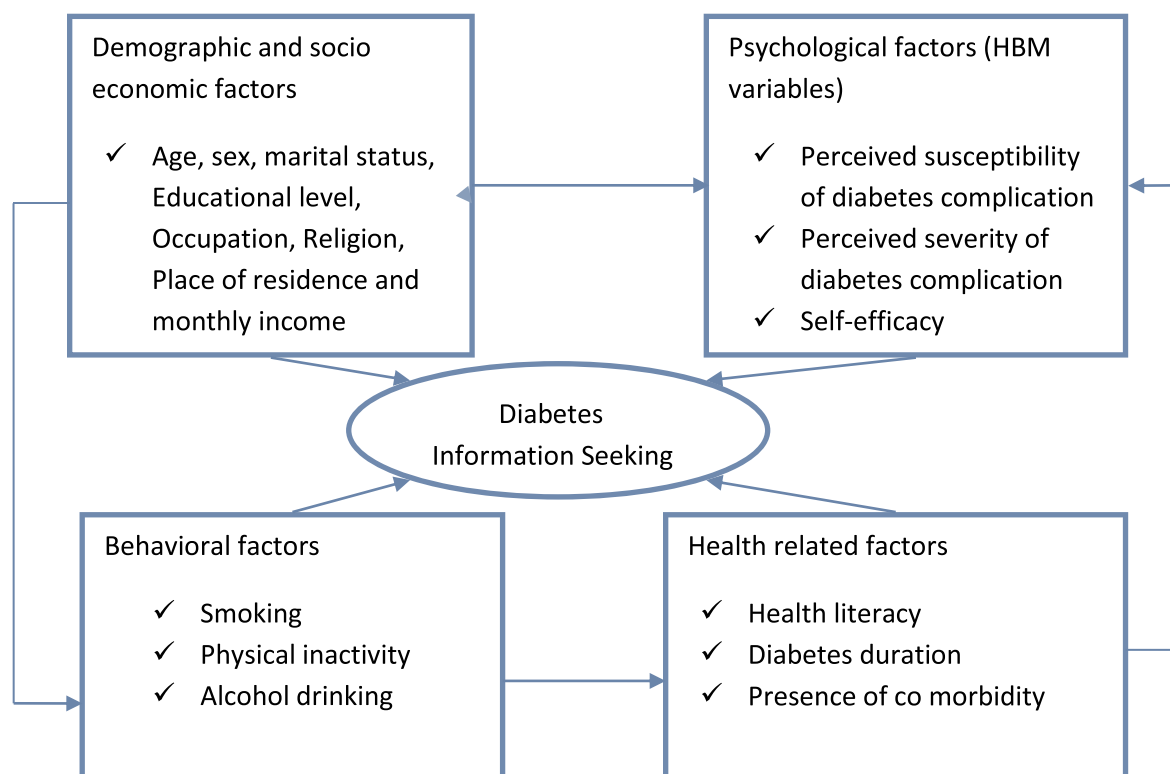 Demographic and socio
economic factors
✓ Age, sex, marital status,
Educational level,
Occupation, Religion,
Place of residence and
monthly income
Psychological factors (HBM
variables)
✓ Perceived susceptibility
of diabetes complication
✓ Perceived severity of
diabetes complication
✓ Self-efficacy
Diabetes
Information Seeking
Behavioral factors
✓ Smoking
✓ Physical inactivity
✓ Alcohol drinking
Health related factors
✓ Health literacy
✓ Diabetes duration
✓ Presence of co morbidity